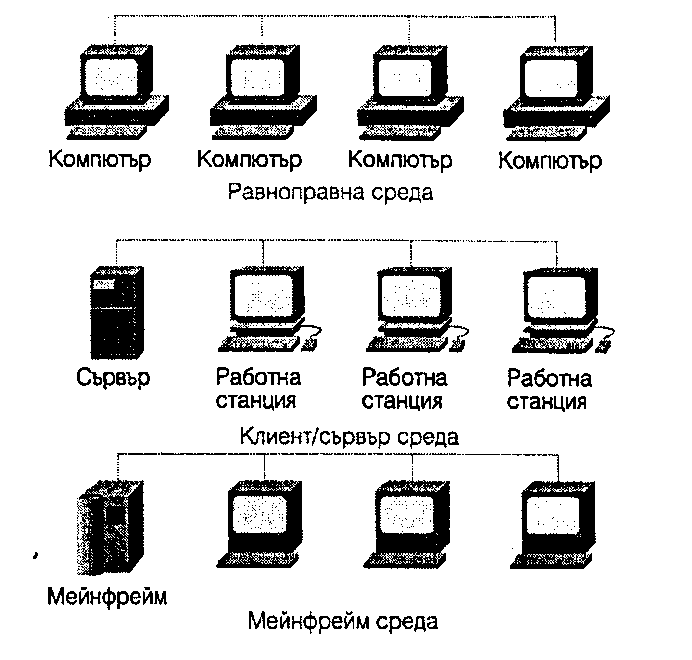 Компютър Компютър Компютър Компютър
Равноправна среда
Сървър Работна станция Работна станция Работна станция
Клиент/сървър среда
Мейнфрейм
Мейнфрейм среда